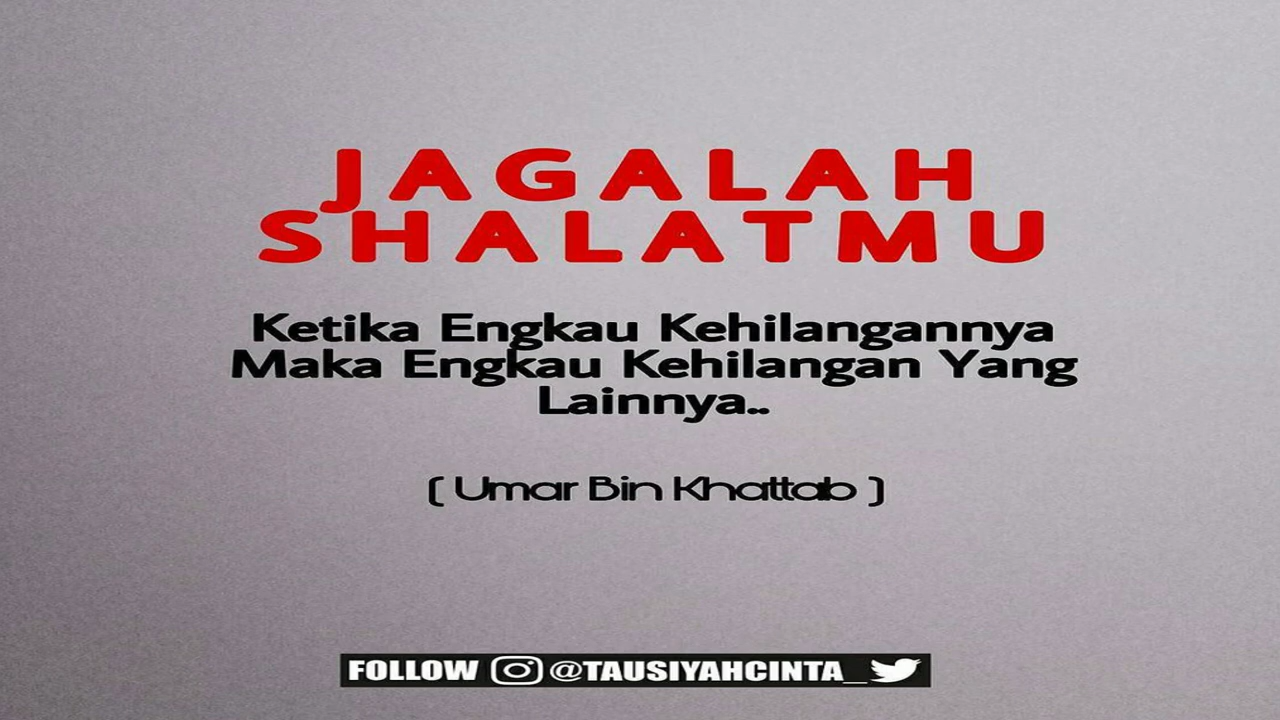 JAGALAH
SHALATMU
Ketika Engkau Kehilangannya
Maka Engkau Kehilangan Yang
Lainnya..
( Umar Bin Khattab )
FOLLOW @TAUSIYAHCINTA_